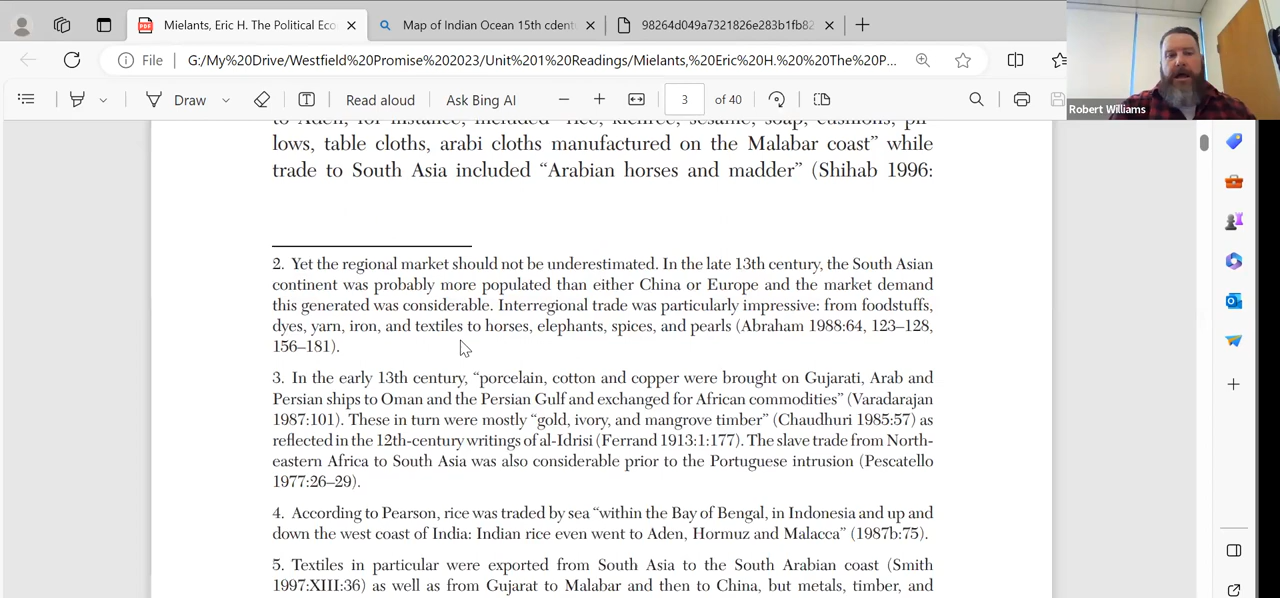 Mielants, Eric H. The Political Eco
Map of Indian Ocean 15th cdent
98264d049a7321826e283b1fb82
File
G:/My%20Drive/Westfield%20Promise%202023/Unit%201%20Readings/Mielants,%20Eric%20H.%20%20The%20P...
Draw
Read aloud
Ask Bing AI
3
of 40
Robert Williams
to Aden, for instance, included "rice, kichree, sesame, soap, cushions, pil-
lows, table cloths, arabi cloths manufactured on the Malabar coast" while
trade to South Asia included "Arabian horses and madder" (Shihab 1996:
2. Yet the regional market should not be underestimated. In the late 13th century, the South Asian
continent was probably more populated than either China or Europe and the market demand
this generated was considerable. Interregional trade was particularly impressive: from foodstuffs,
dyes, yarn, iron, and textiles to horses, elephants, spices, and pearls (Abraham 1988:64, 123–128,
156–181).
3. In the early 13th century, "porcelain, cotton and copper were brought on Gujarati, Arab and
Persian ships to Oman and the Persian Gulf and exchanged for African commodities" (Varadarajan
1987:101). These in turn were mostly "gold, ivory, and mangrove timber" (Chaudhuri 1985:57) as
reflected in the 12th-century writings of al-Idrisi (Ferrand 1913:1:177). The slave trade from North-
eastern Africa to South Asia was also considerable prior to the Portuguese intrusion (Pescatello
1977:26–29).
4. According to Pearson, rice was traded by sea "within the Bay of Bengal, in Indonesia and up and
down the west coast of India: Indian rice even went to Aden, Hormuz and Malacca" (1987b:75).
5. Textiles in particular were exported from South Asia to the South Arabian coast (Smith
1997:XIII:36) as well as from Gujarat to Malabar and then to China, but metals, timber, and